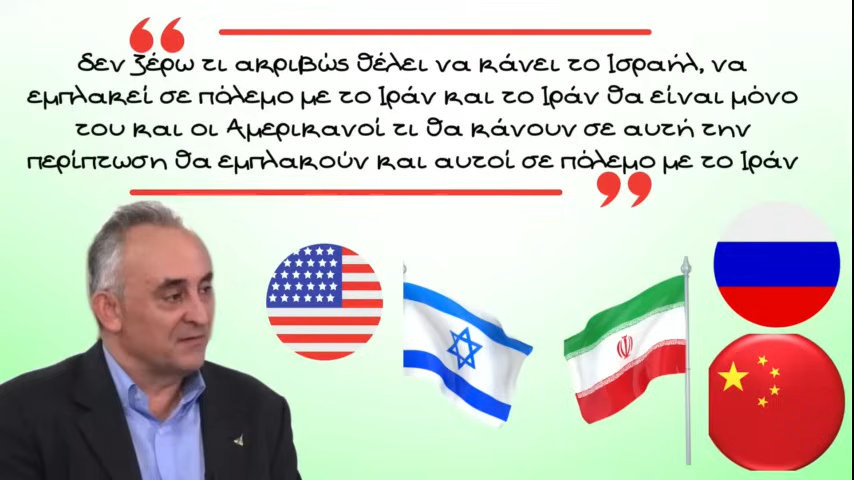 δεν ξέρω τι ακριβώς θέλει να κάνει το Ισραήλ, να
εμπλακεί σε πόλεμο με το Ιράν και το Ιράν θα είναι μόνο
του και οι Αμερικανοί τι θα κάνουν σε αυτή την
περίπτωση θα εμπλακούν και αυτοί σε πόλεμο με το Ιράν